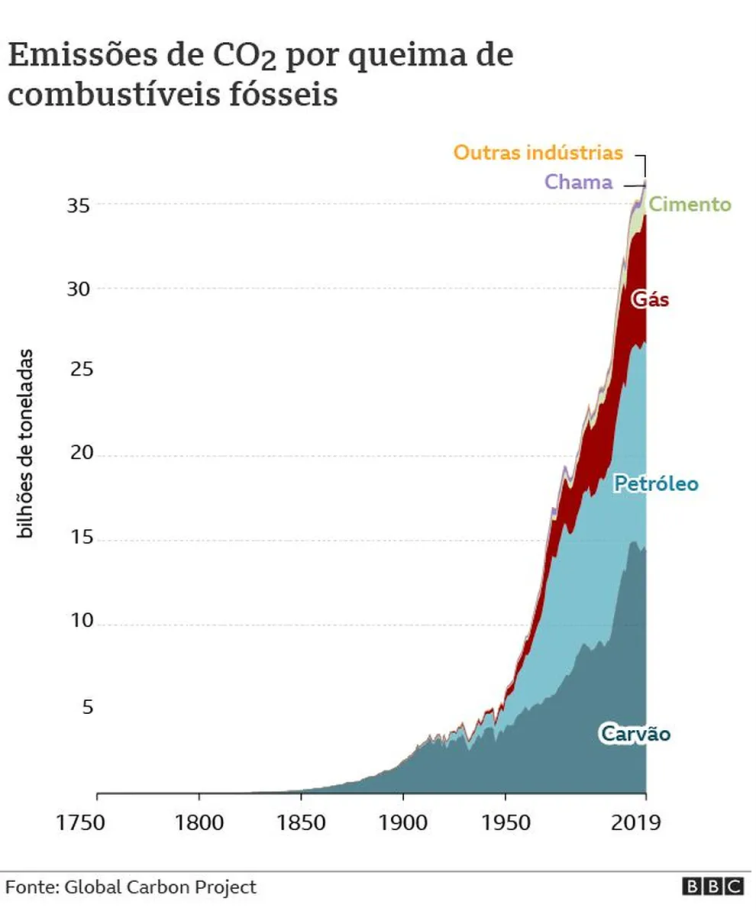 Emissões de CO2 por queima de
combustíveis fósseis
Outras indústrias
Chama
Cimento
35
30
Gás
25
bilhões de toneladas
20
Petróleo
15
10
5
Carvão
1750 1800 1850 1900 1950 2019
Fonte: Global Carbon Project
BBC